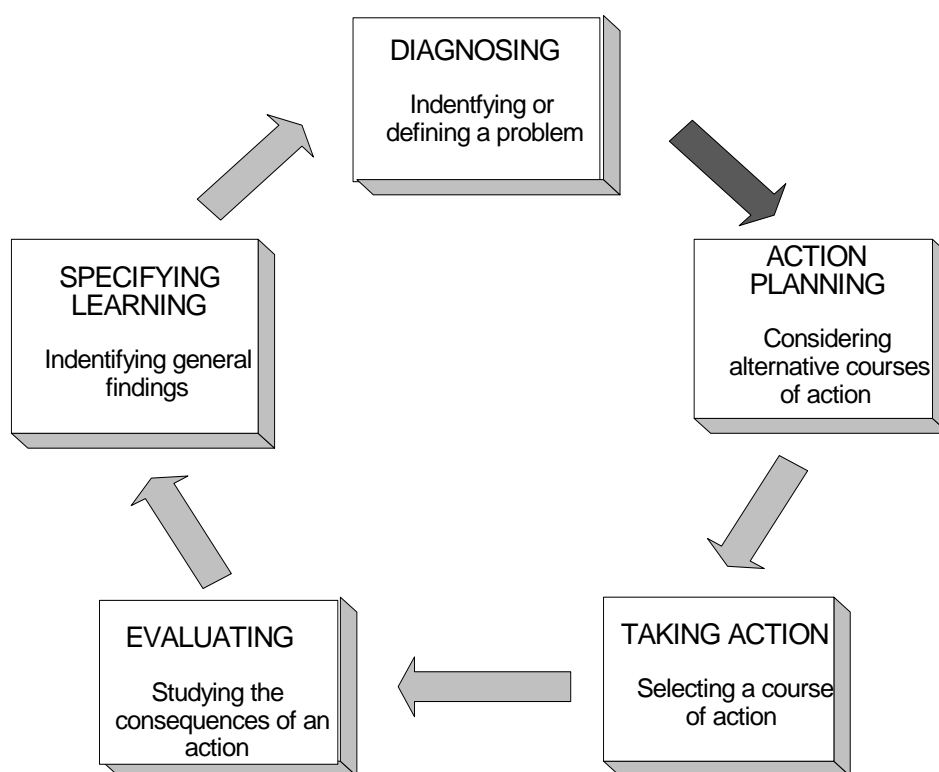 DIAGNOSING
Indentfying or
defining a problem
ACTION
PLANNING
Considering
alternative courses
of action
TAKING ACTION
Selecting a course
of action
EVALUATING
Studying the
consequences of an
action
SPECIFYING
LEARNING
Indentifying general
findings